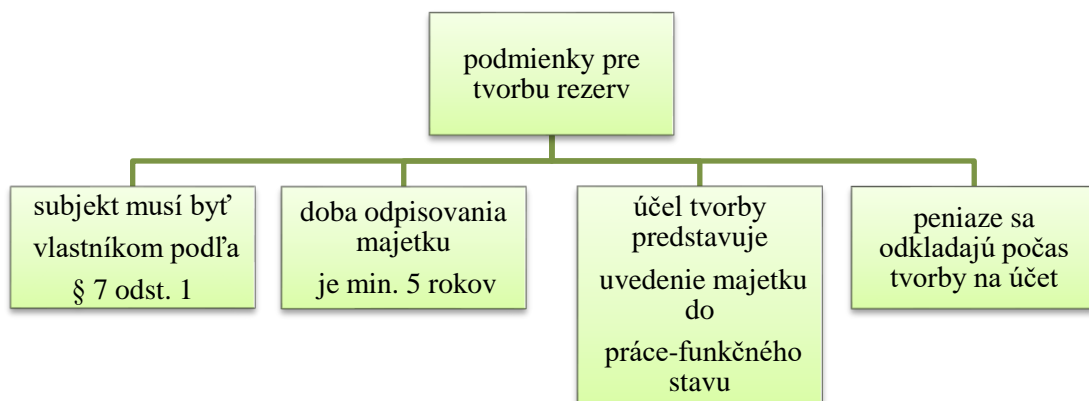 podmienky pre
tvorbu rezerv
subjekt musí byť
vlastníkom podľa
§ 7 odst. 1
doba odpisovania
majetku
je min. 5 rokov
účel tvorby
predstavuje
uvedenie majetku
do
práce-funkčného
stavu
peniaze sa
odkladajú počas
tvorby na účet